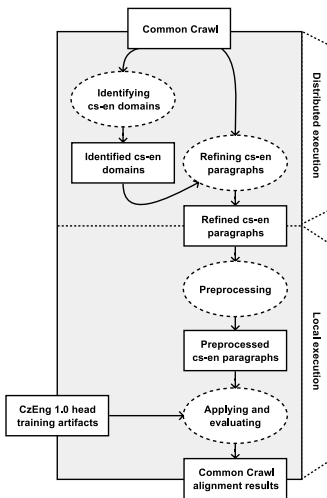 Common Crawl
Identifying
cs-en domains
Identified cs-en
domains
Refining cs-en
paragraphs
Refined cs-en
paragraphs
Preprocessing
Preprocessed
cs-en paragraphs
CzEng 1.0 head
training artifacts
Applying and
evaluating
Common Crawl
alignment results
Distributed execution
Local execution